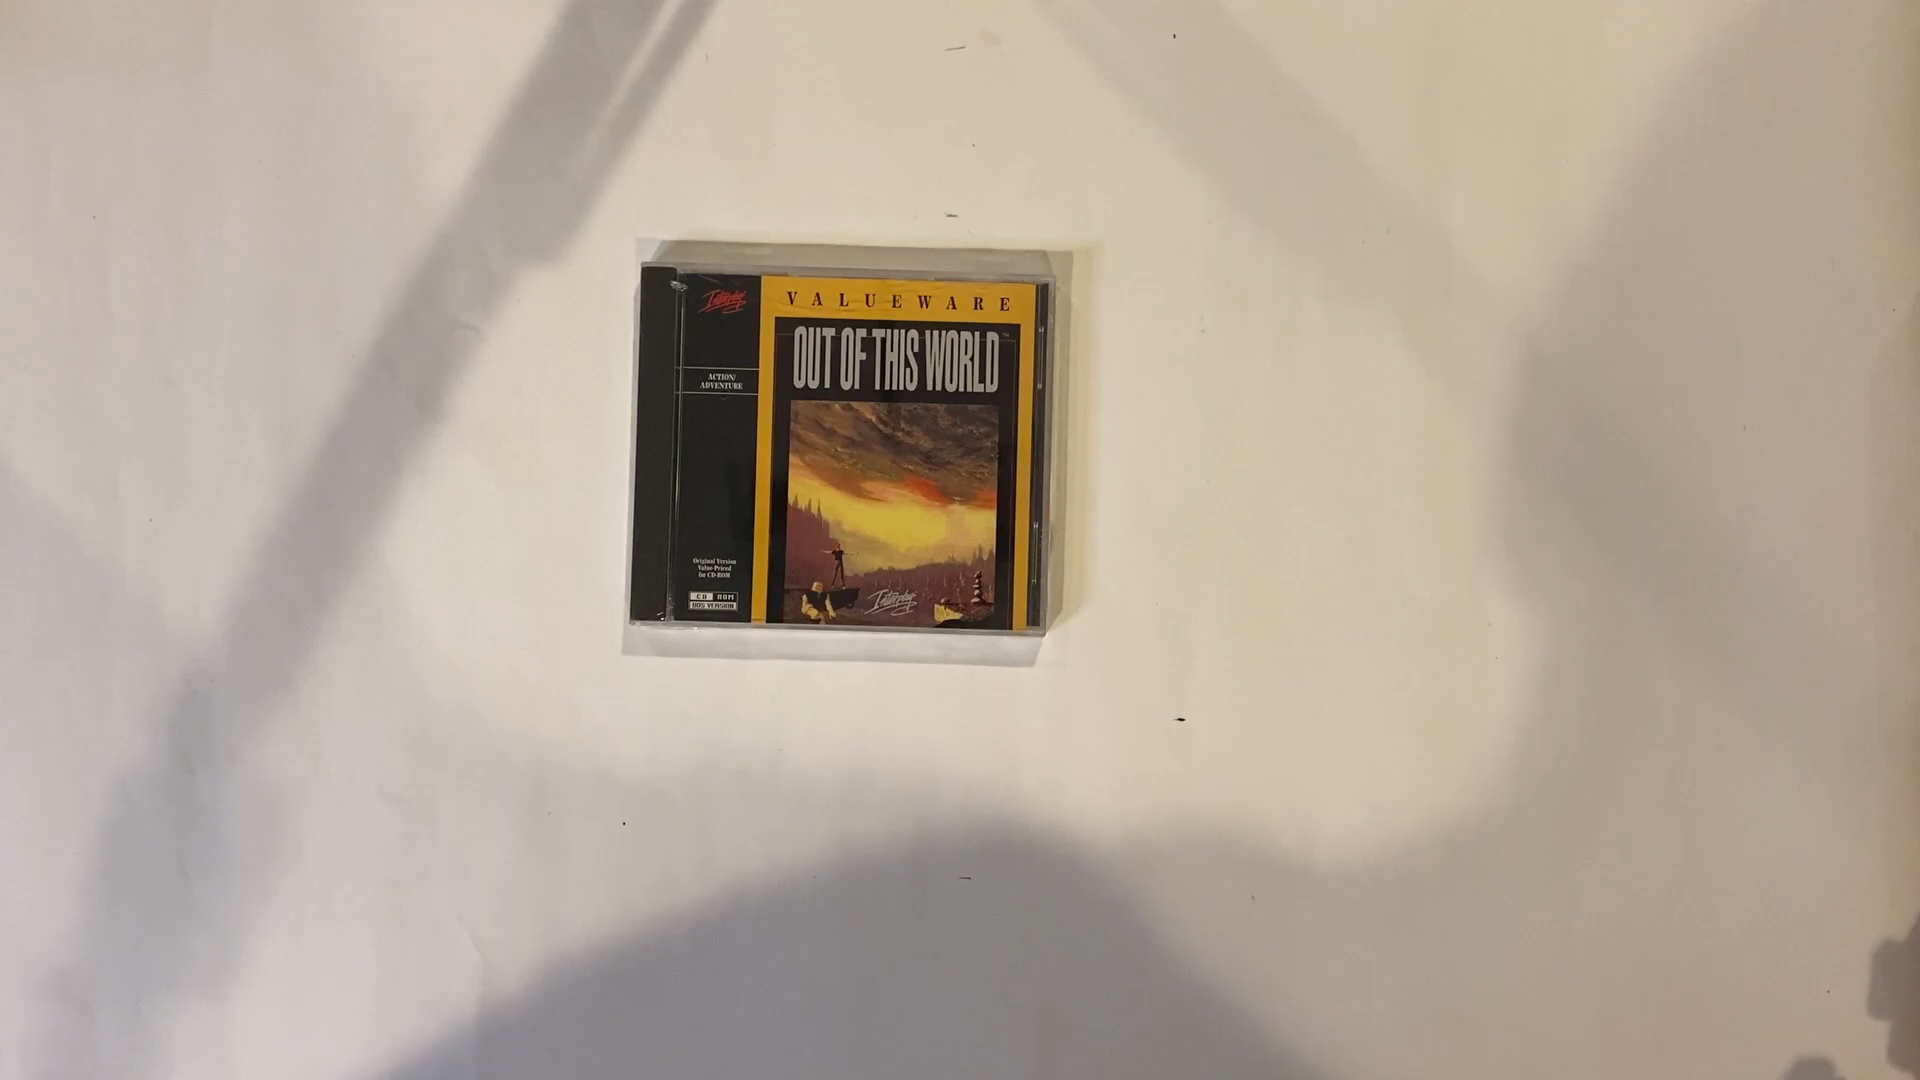 Interplay
VALUEWARE
OUT OF THIS WORLD™
ACTION/
ADVENTURE
Original Version
Value-Priced
for CD-ROM
CD ROM
DOS VERSION
Interplay